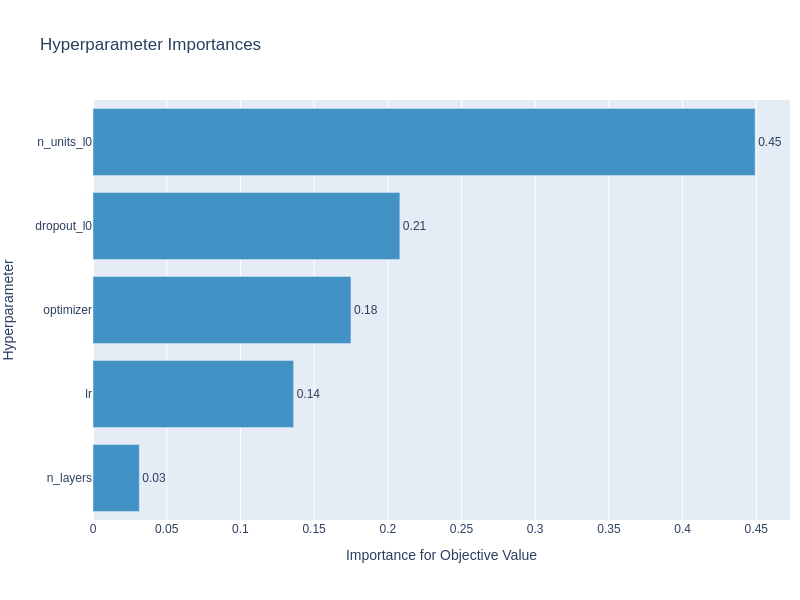 Hyperparameter Importances
n_units_l0
0.45
dropout_l0
0.21
optimizer
0.18
lr
0.14
n_layers
0.03
Hyperparameter
0
0.05
0.1
0.15
0.2
0.25
0.3
0.35
0.4
0.45
Importance for Objective Value